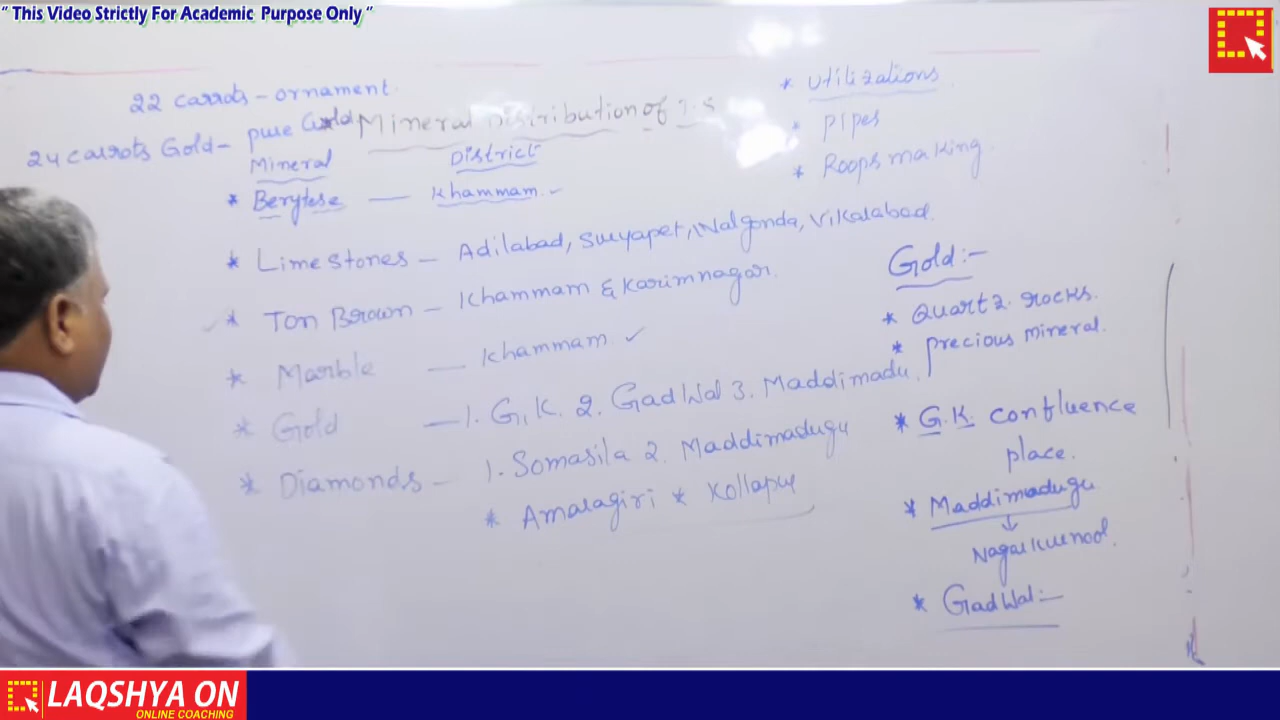 " This Video Strictly For Academic Purpose Only "
22 carrots - ornament.
24 carrots Gold - pure Gold
* Mineral Distribution of T.S
Mineral District
* Berytese — Khammam
* Lime stones - Adilabad, Suryapet, Nalgonda, Vikarabad.
* Ton Brown - Khammam & Karimnagar.
* Marble — Khammam
* Gold — 1. G.K. 2. Gadwal 3. Maddimadu
* Diamonds - 1. Somasila 2. Maddimadugu
* Amaragiri * Kollapur
* Utilizations
* Pipes
* Roops making
Gold:-
* Quartz rocks.
* precious mineral.
* G.K. confluence
place.
* Maddimadugu
↓
Nagarkurnool.
* Gadwal:-
LAQSHYA ON
ONLINE COACHING